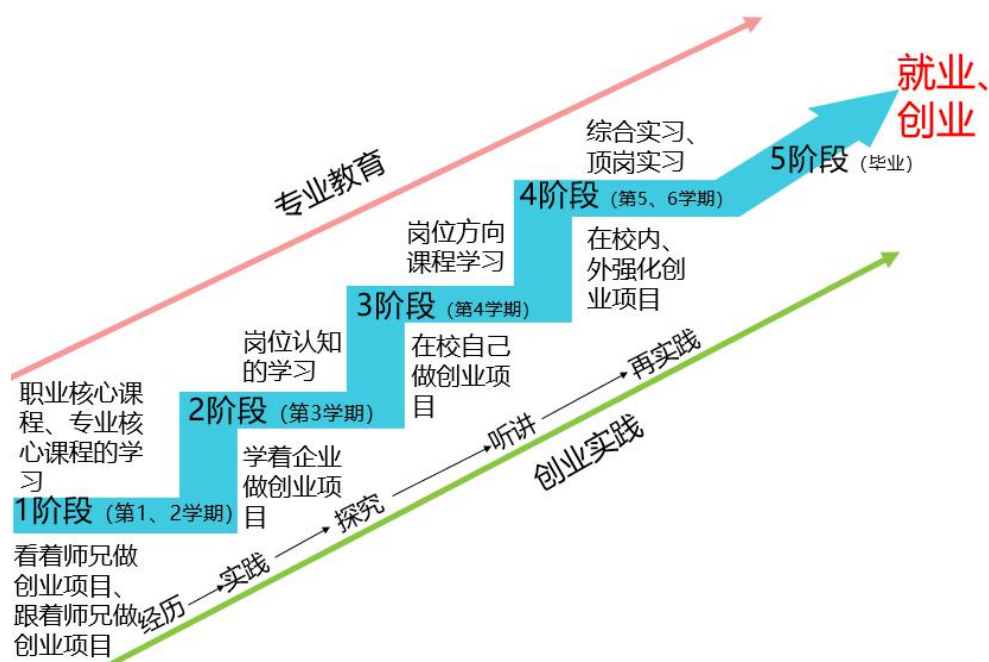 就业、
创业
专业教育
综合实习、
顶岗实习
5阶段（毕业）
4阶段（第5、6学期）
岗位方向
课程学习
在校内、
外强化创
业项目
3阶段（第4学期）
岗位认知
的学习
在校自己
做创业项
目
职业核心课
程、专业核
心课程的学
习
2阶段（第3学期）
学着企业
做创业项
目
1阶段（第1、2学期）
看着师兄做
创业项目、
跟着师兄做
创业项目
经历
实践
探究
听讲
再实践
创业实践